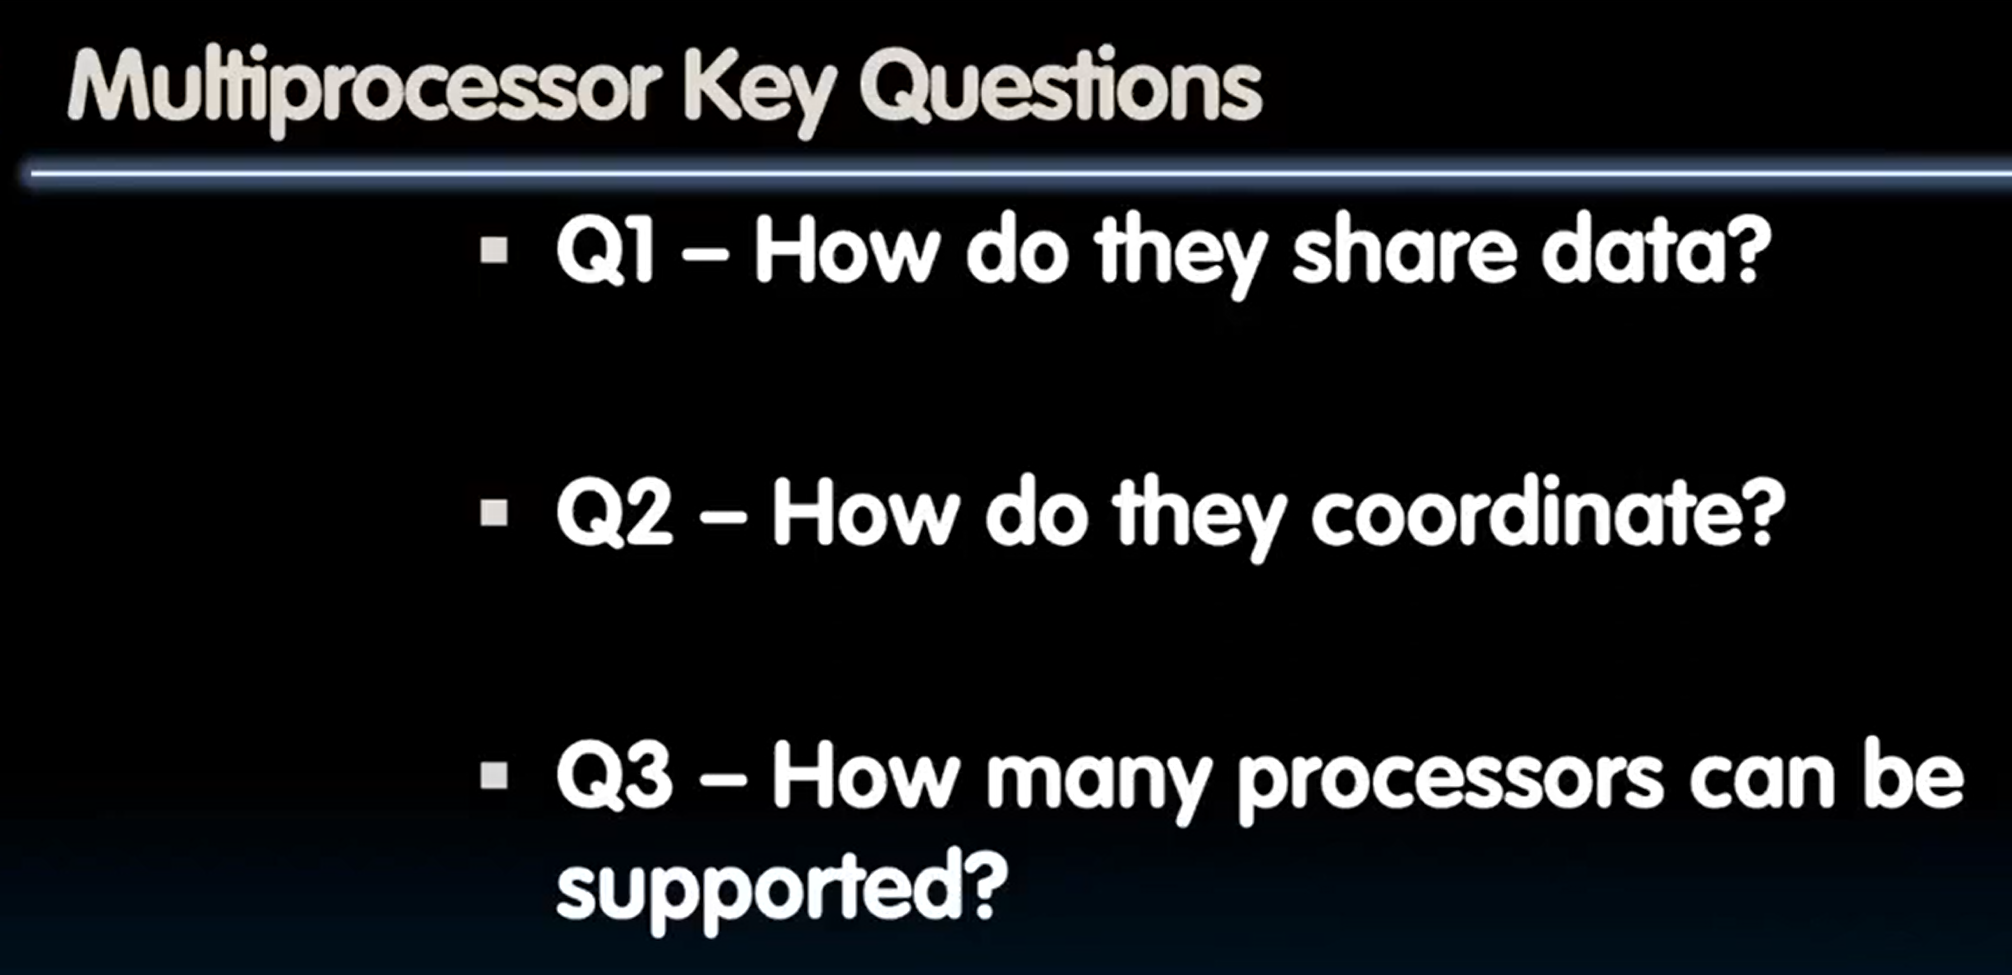 Multiprocessor Key Questions
▪ Q1 – How do they share data?
▪ Q2 – How do they coordinate?
▪ Q3 – How many processors can be
supported?